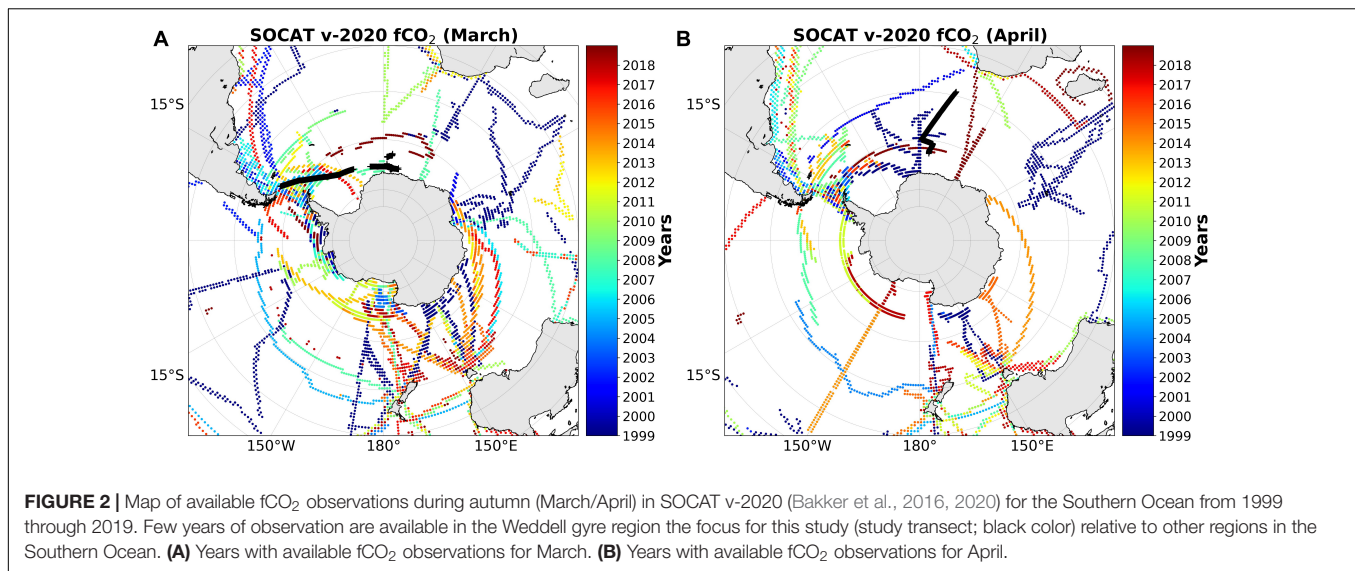 A
SOCAT v-2020 fCO₂ (March)
15°S
15°S
150°W
180°
150°E
2018
2017
2016
2015
2014
2013
2012
2011
2010
2009
2008
2007
2006
2005
2004
2003
2002
2001
2000
1999
Years
B
SOCAT v-2020 fCO₂ (April)
15°S
15°S
150°W
180°
150°E
2018
2017
2016
2015
2014
2013
2012
2011
2010
2009
2008
2007
2006
2005
2004
2003
2002
2001
2000
1999
Years
FIGURE 2 | Map of available fCO₂ observations during autumn (March/April) in SOCAT v-2020 (Bakker et al., 2016, 2020) for the Southern Ocean from 1999
through 2019. Few years of observation are available in the Weddell gyre region the focus for this study (study transect; black color) relative to other regions in the
Southern Ocean. (A) Years with available fCO₂ observations for March. (B) Years with available fCO₂ observations for April.